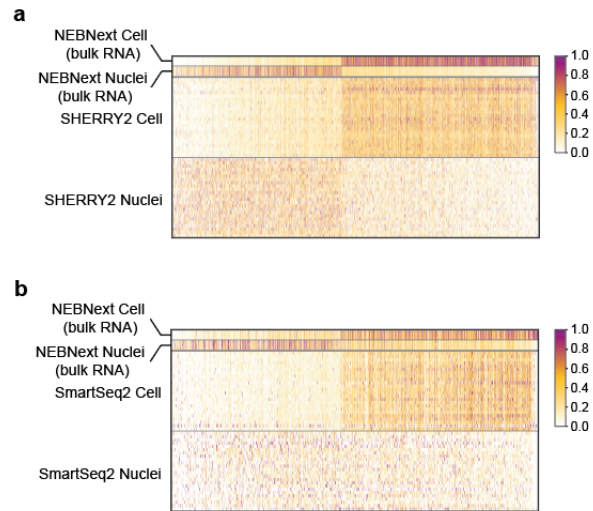 a
NEBNext Cell
(bulk RNA)
NEBNext Nuclei
(bulk RNA)
SHERRY2 Cell
SHERRY2 Nuclei
1.0
0.8
0.6
0.4
0.2
0.0
b
NEBNext Cell
(bulk RNA)
NEBNext Nuclei
(bulk RNA)
SmartSeq2 Cell
SmartSeq2 Nuclei
1.0
0.8
0.6
0.4
0.2
0.0